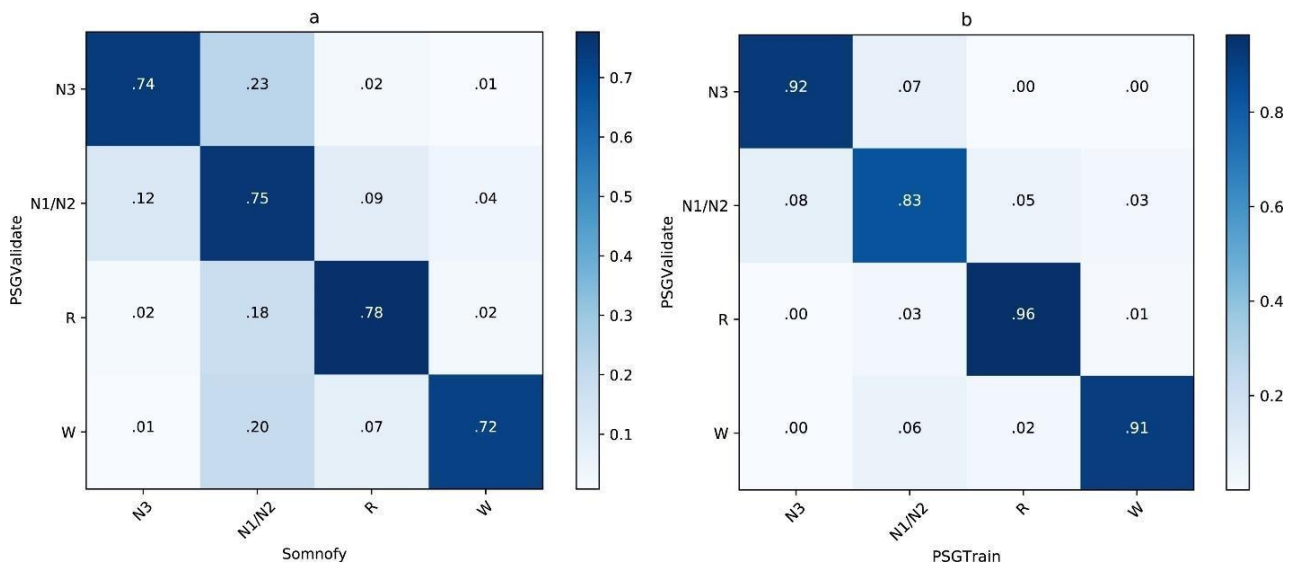 a
N3 .74 .23 .02 .01
N1/N2 .12 .75 .09 .04
R .02 .18 .78 .02
W .01 .20 .07 .72
N3 N1/N2 R W
PSGValidate
Somnofy
0.7
0.6
0.5
0.4
0.3
0.2
0.1
b
N3 .92 .07 .00 .00
N1/N2 .08 .83 .05 .03
R .00 .03 .96 .01
W .00 .06 .02 .91
N3 N1/N2 R W
PSGValidate
PSGTrain
0.8
0.6
0.4
0.2